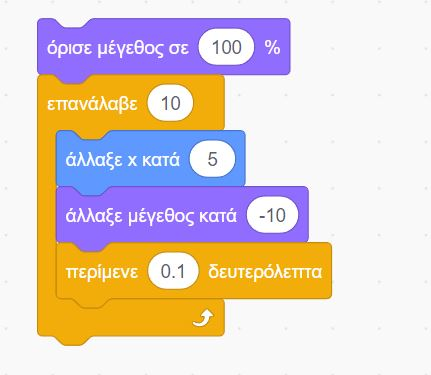 όρισε μέγεθος σε 100 %
επανάλαβε 10
άλλαξε x κατά 5
άλλαξε μέγεθος κατά -10
περίμενε 0.1 δευτερόλεπτα